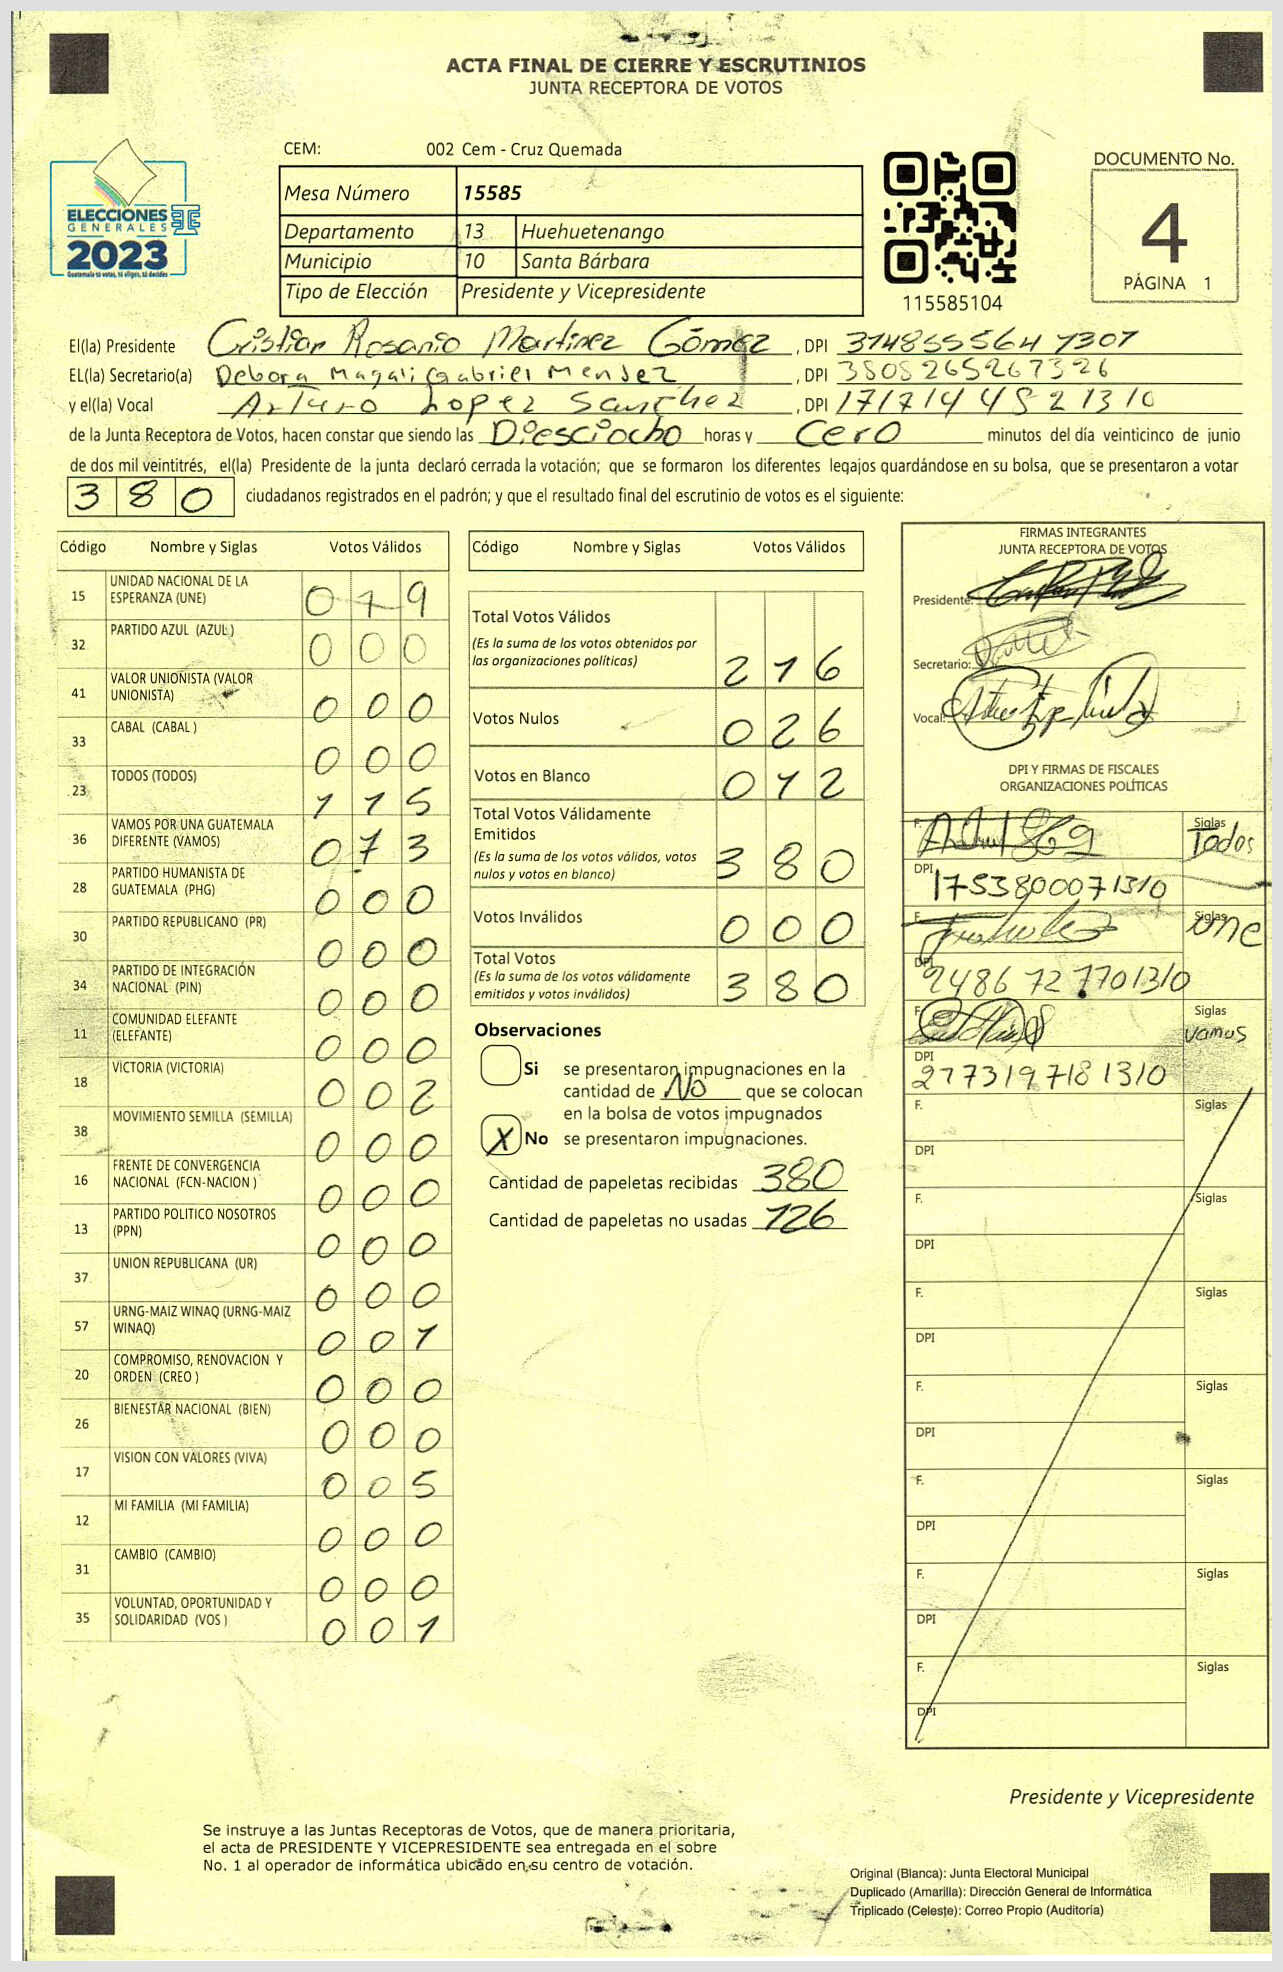 ACTA FINAL DE CIERRE Y ESCRUTINIOS
JUNTA RECEPTORA DE VOTOS
CEM: 002 Cem - Cruz Quemada
ELECCIONES
GENERALES
2023
Guatemala tú votas, tú eliges, tú decides
Mesa Número 15585
Departamento 13 Huehuetenango
Municipio 10 Santa Bárbara
Tipo de Elección Presidente y Vicepresidente
115585104
DOCUMENTO No.
4
PÁGINA 1
El(la) Presidente Cristian Rosanio Martinez Gómez, DPI
EL(la) Secretario(a) Debora Magali Gabriel Mendez, DPI 3808265267326
y el(la) Vocal Arturo Lopez Sanchez, DPI 1717144821310
de la Junta Receptora de Votos, hacen constar que siendo las Diesciocho horas y Cero minutos del día veinticinco de junio
de dos mil veintitrés, el(la) Presidente de la junta declaró cerrada la votación; que se formaron los diferentes legajos guardándose en su bolsa, que se presentaron a votar
380 ciudadanos registrados en el padrón; y que el resultado final del escrutinio de votos es el siguiente:
Código Nombre y Siglas Votos Válidos
15 UNIDAD NACIONAL DE LA ESPERANZA (UNE) 0 1 9
32 PARTIDO AZUL (AZUL) 0 0 0
41 VALOR UNIONISTA (VALOR UNIONISTA) 0 0 0
33 CABAL (CABAL) 0 0 0
23 TODOS (TODOS) 1 1 5
36 VAMOS POR UNA GUATEMALA DIFERENTE (VAMOS) 0 7 3
28 PARTIDO HUMANISTA DE GUATEMALA (PHG) 0 0 0
30 PARTIDO REPUBLICANO (PR) 0 0 0
34 PARTIDO DE INTEGRACIÓN NACIONAL (PIN) 0 0 0
11 COMUNIDAD ELEFANTE (ELEFANTE) 0 0 0
18 VICTORIA (VICTORIA) 0 0 2
38 MOVIMIENTO SEMILLA (SEMILLA) 0 0 0
16 FRENTE DE CONVERGENCIA NACIONAL (FCN-NACION) 0 0 0
13 PARTIDO POLITICO NOSOTROS (PPN) 0 0 0
37 UNION REPUBLICANA (UR) 0 0 0
57 URNG-MAIZ WINAQ (URNG-MAIZ WINAQ) 0 0 1
20 COMPROMISO, RENOVACION Y ORDEN (CREO) 0 0 0
26 BIENESTAR NACIONAL (BIEN) 0 0 0
17 VISION CON VALORES (VIVA) 0 0 5
12 MI FAMILIA (MI FAMILIA) 0 0 0
31 CAMBIO (CAMBIO) 0 0 0
35 VOLUNTAD, OPORTUNIDAD Y SOLIDARIDAD (VOS) 0 0 1
Código Nombre y Siglas Votos Válidos
Total Votos Válidos
(Es la suma de los votos obtenidos por
las organizaciones políticas) 2 1 6
Votos Nulos 0 2 6
Votos en Blanco 0 1 2
Total Votos Válidamente
Emitidos
(Es la suma de los votos válidos, votos
nulos y votos en blanco) 3 8 0
Votos Inválidos 0 0 0
Total Votos
(Es la suma de los votos válidamente
emitidos y votos inválidos) 3 8 0
Observaciones
Si se presentaron impugnaciones en la
cantidad de No que se colocan
en la bolsa de votos impugnados
X No se presentaron impugnaciones.
Cantidad de papeletas recibidas 380
Cantidad de papeletas no usadas 126
FIRMAS INTEGRANTES
JUNTA RECEPTORA DE VOTOS
Presidente:
Secretario:
Vocal:
DPI Y FIRMAS DE FISCALES
ORGANIZACIONES POLÍTICAS
F. Siglas Todos
DPI 1753800071310
F. Siglas une
DPI 2486727701310
F. Siglas vamos
DPI 2773197181310
F. Siglas
DPI
F. Siglas
DPI
F. Siglas
DPI
F. Siglas
DPI
F. Siglas
DPI
F. Siglas
DPI
F. Siglas
DPI
Presidente y Vicepresidente
Se instruye a las Juntas Receptoras de Votos, que de manera prioritaria,
el acta de PRESIDENTE Y VICEPRESIDENTE sea entregada en el sobre
No. 1 al operador de informática ubicado en su centro de votación.
Original (Blanca): Junta Electoral Municipal
Duplicado (Amarilla): Dirección General de Informática
Triplicado (Celeste): Correo Propio (Auditoría)